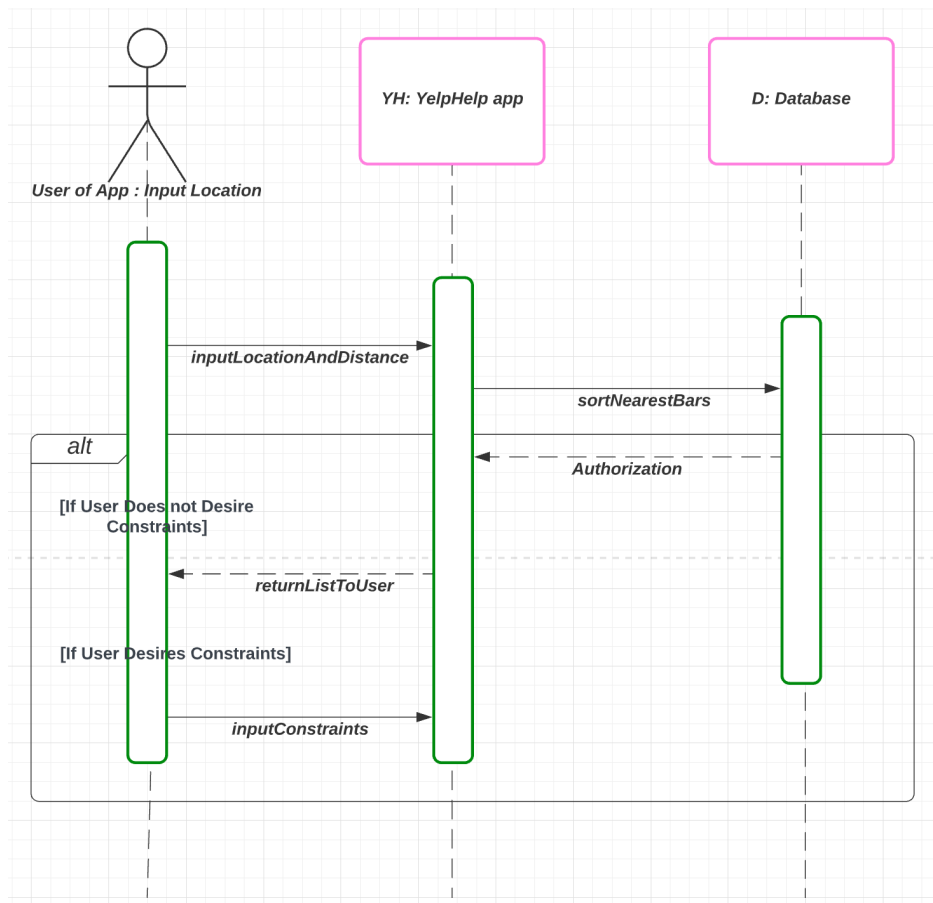 YH: YelpHelp app
D: Database
User of App : Input Location
inputLocationAndDistance
sortNearestBars
alt
Authorization
[If User Does not Desire
Constraints]
returnListToUser
[If User Desires Constraints]
inputConstraints